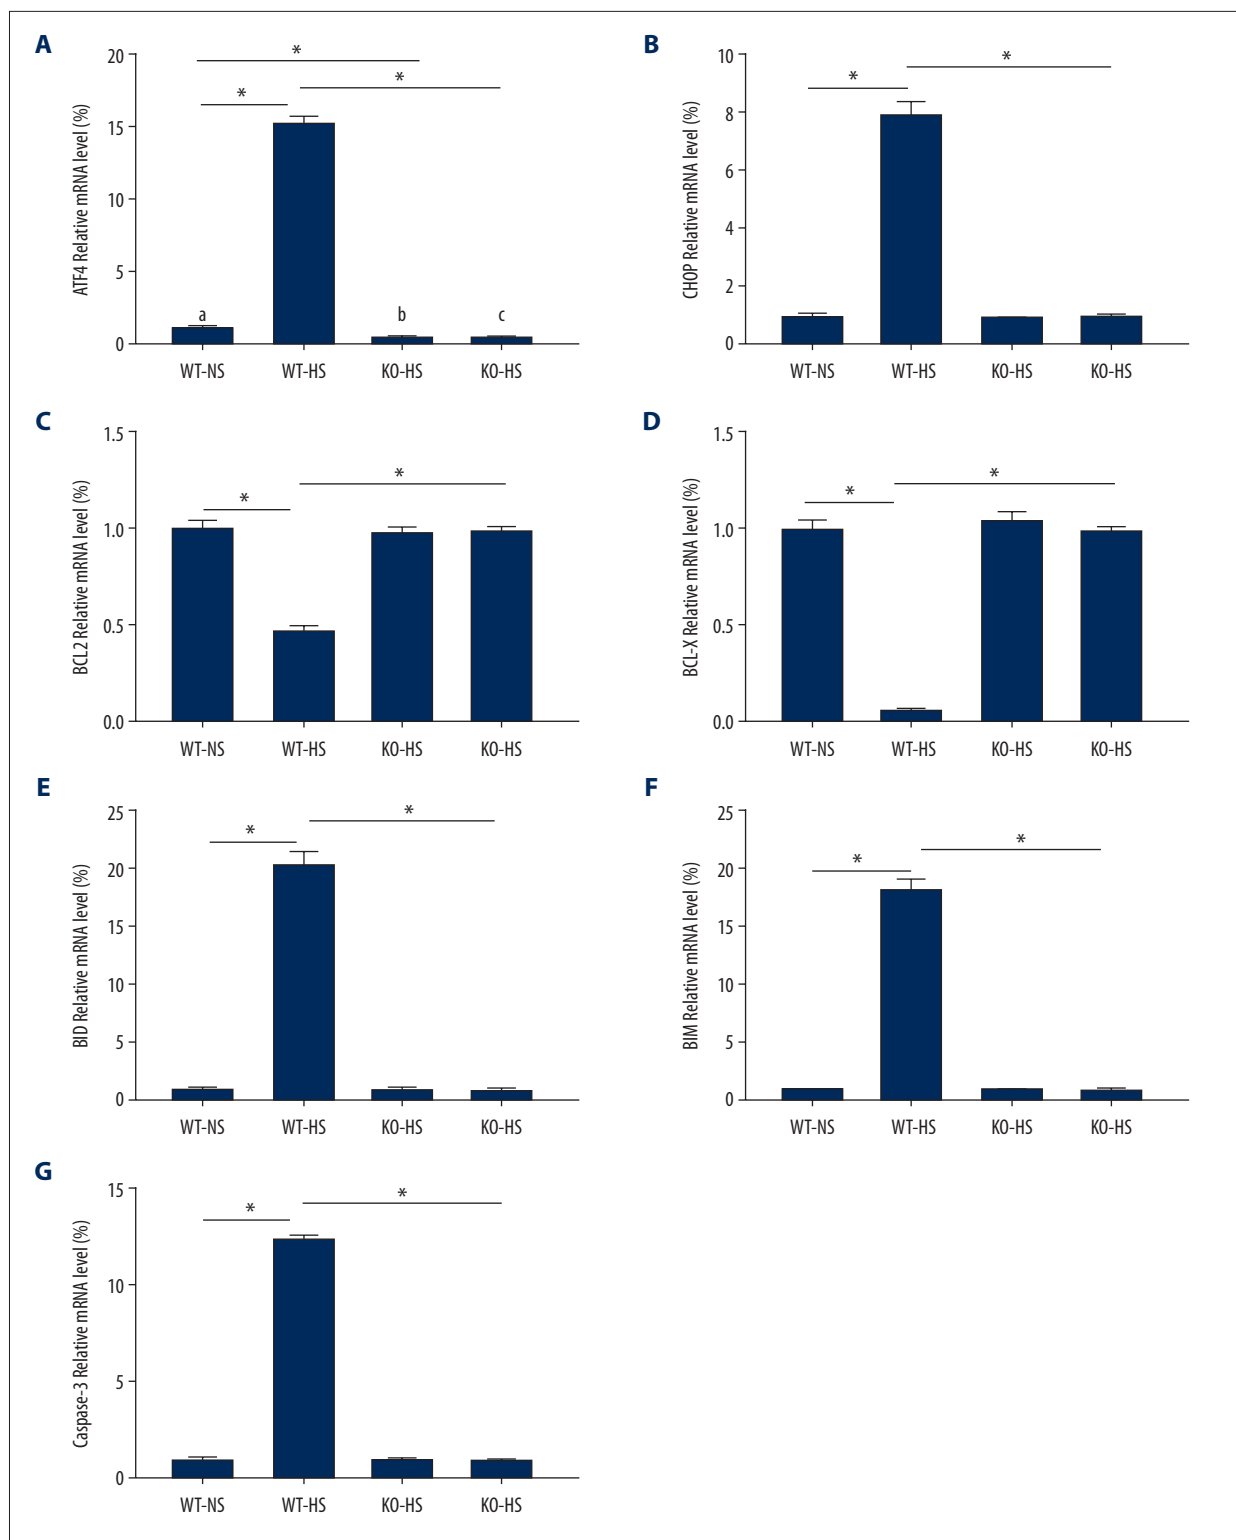 A
ATF4 Relative mRNA level (%)
20
15
10
5
0
*
*
*
a
b
c
WT-NS WT-HS KO-HS KO-HS
B
CHOP Relative mRNA level (%)
10
8
6
4
2
0
*
*
WT-NS WT-HS KO-HS KO-HS
C
BCL2 Relative mRNA level (%)
1.5
1.0
0.5
0.0
*
*
WT-NS WT-HS KO-HS KO-HS
D
BCL-X Relative mRNA level (%)
1.5
1.0
0.5
0.0
*
*
WT-NS WT-HS KO-HS KO-HS
E
BID Relative mRNA level (%)
25
20
15
10
5
0
*
*
WT-NS WT-HS KO-HS KO-HS
F
BIM Relative mRNA level (%)
25
20
15
10
5
0
*
*
WT-NS WT-HS KO-HS KO-HS
G
Caspase-3 Relative mRNA level (%)
15
10
5
0
*
*
WT-NS WT-HS KO-HS KO-HS